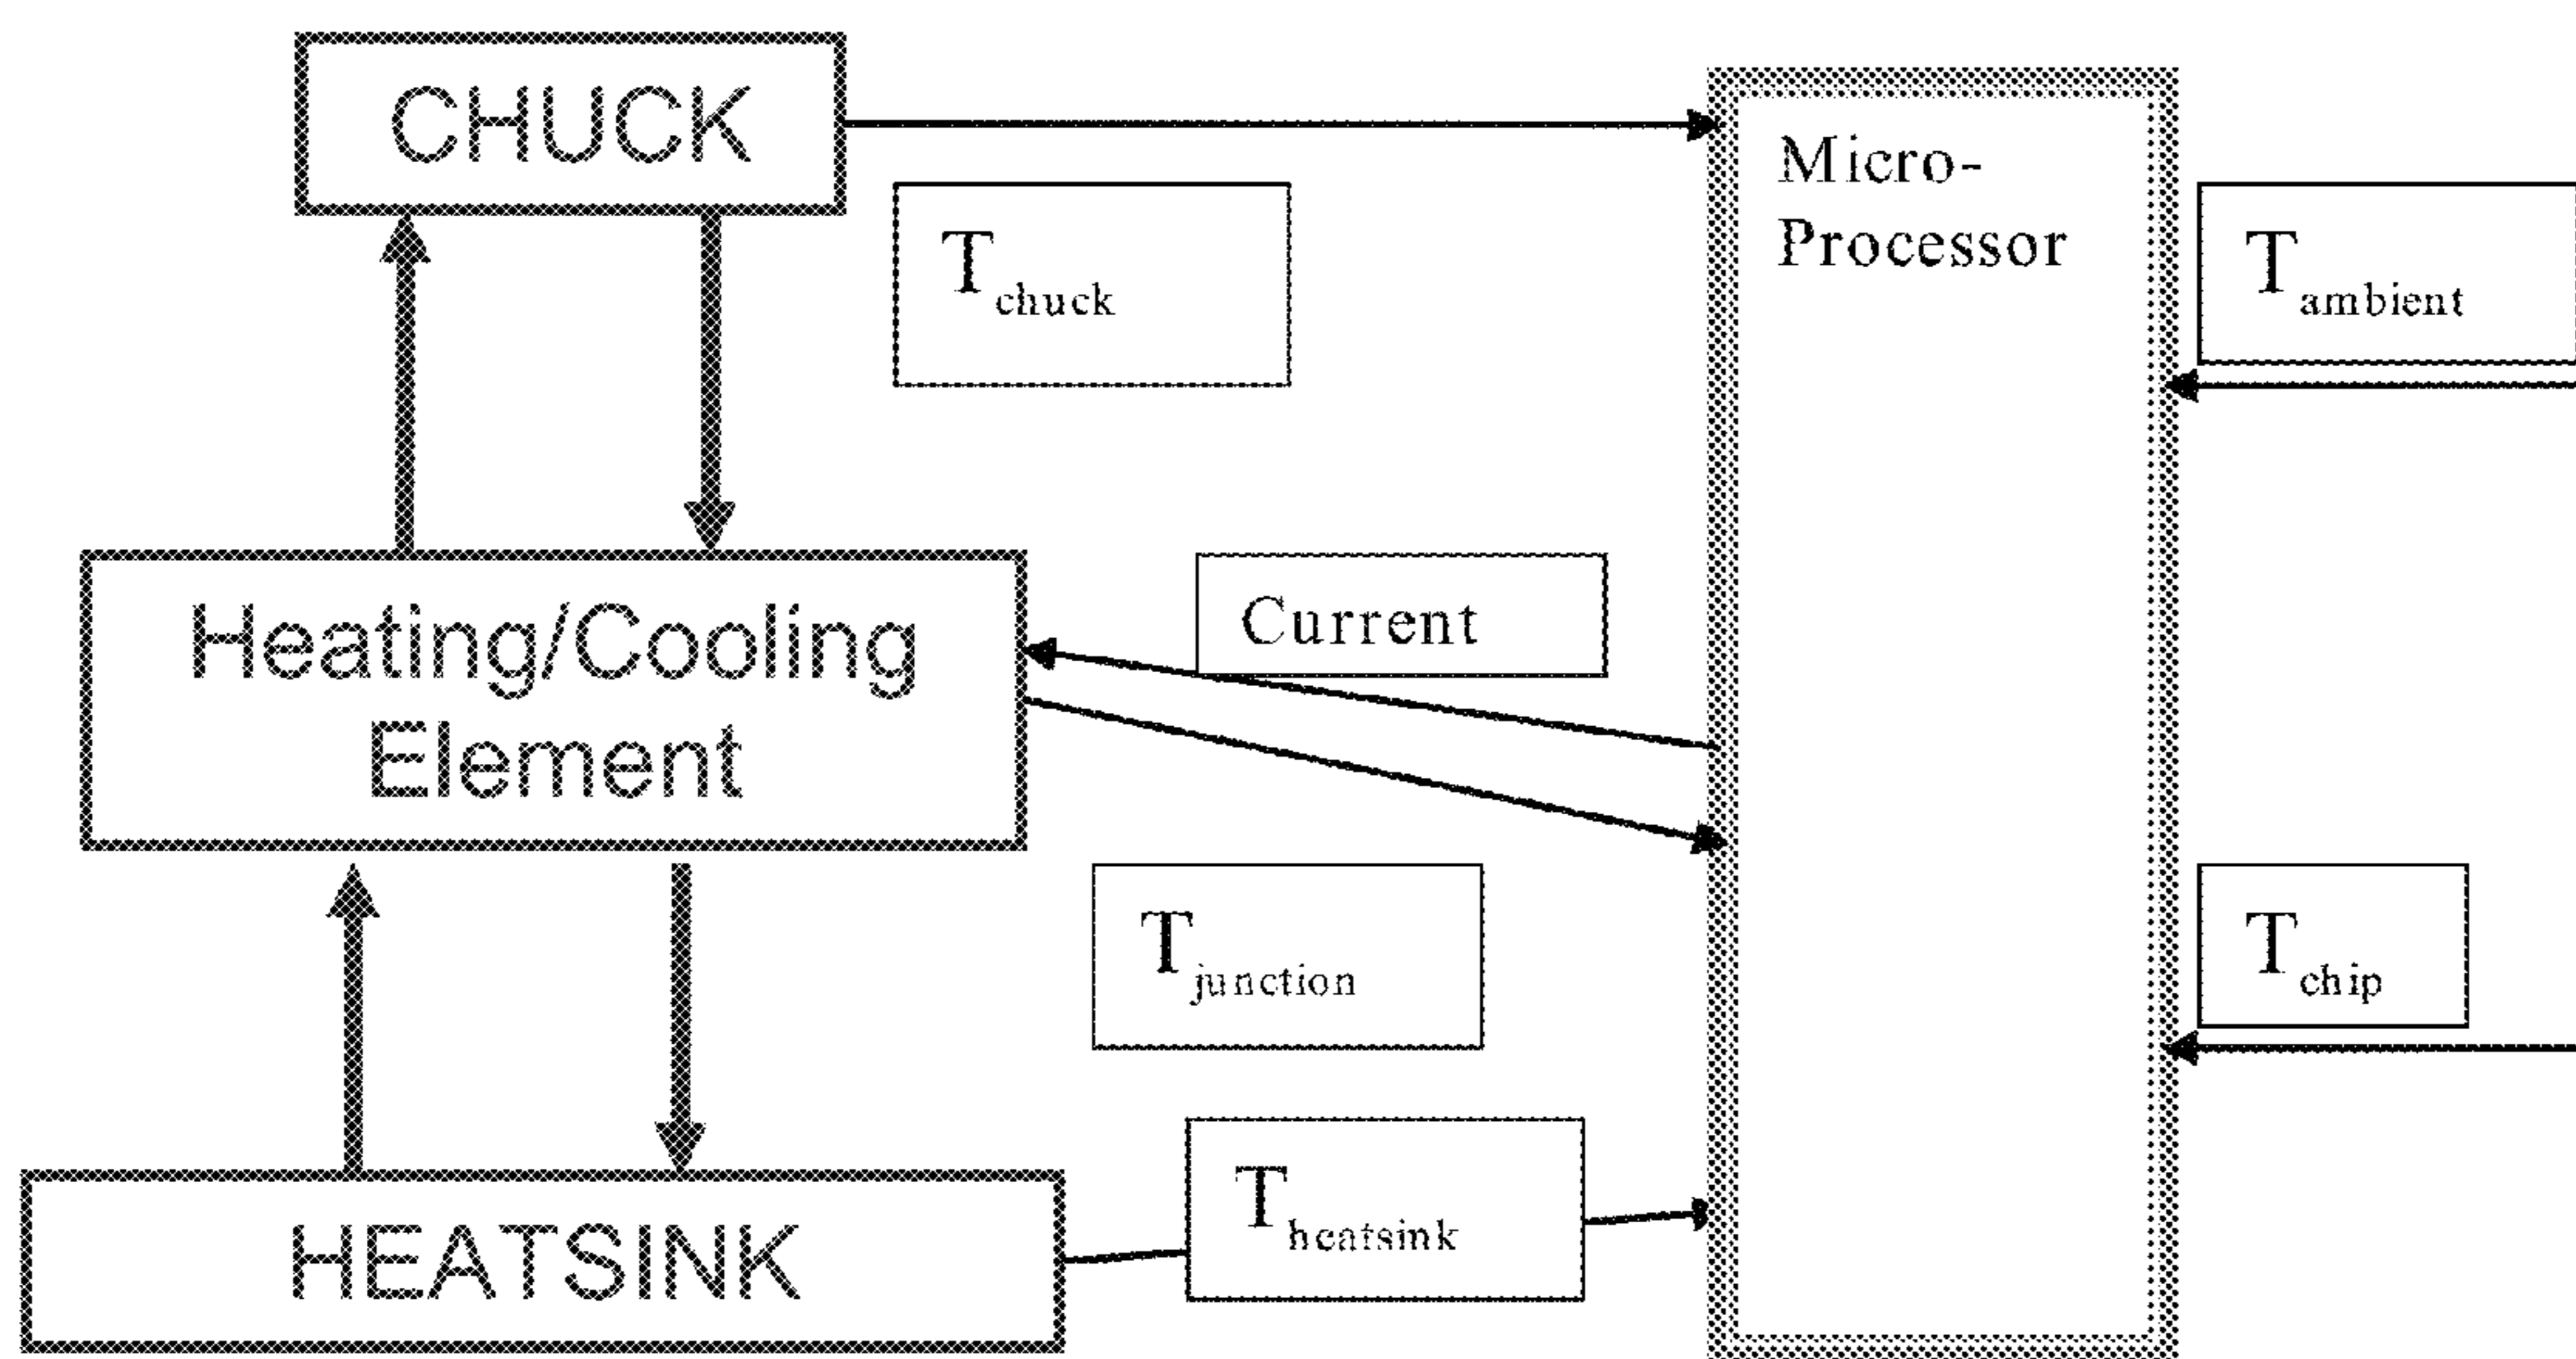 CHUCK
Micro-
Processor
T chuck
T ambient
Current
Heating/Cooling
Element
T junction
T chip
T heatsink
HEATSINK